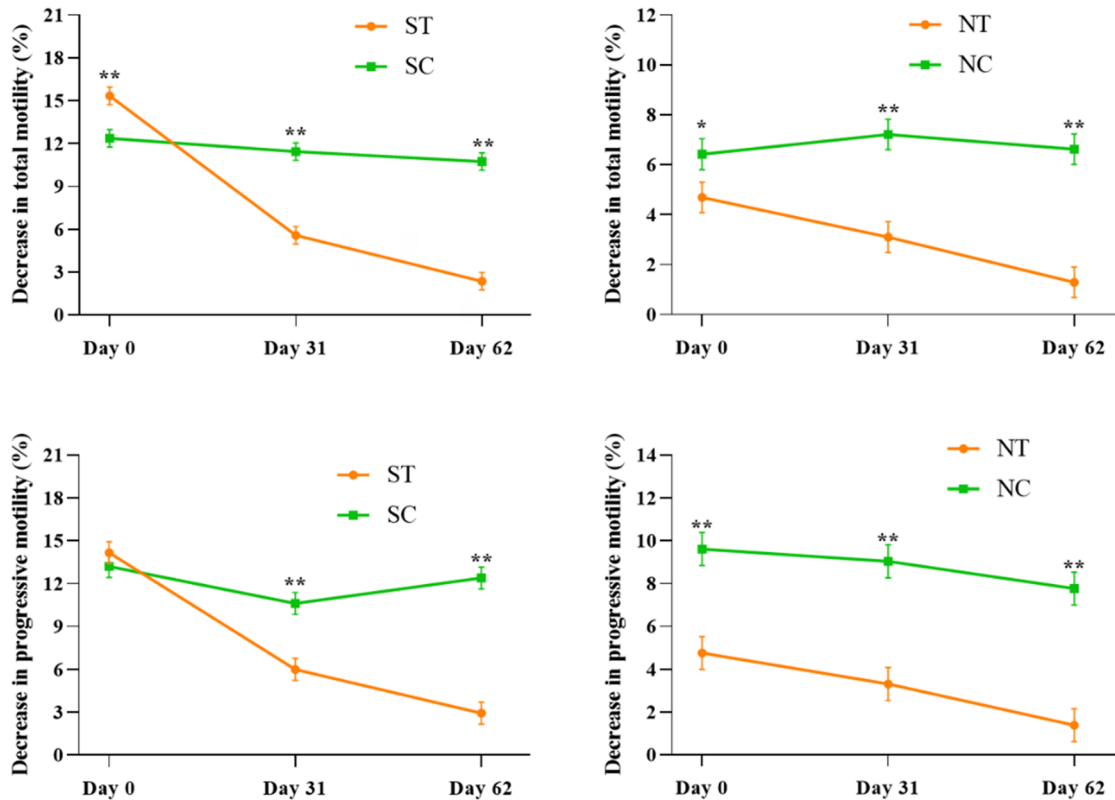 Decrease in total motility (%)
21
18
15
12
9
6
3
0
ST
SC
**
**
**
Day 0 Day 31 Day 62
Decrease in total motility (%)
12
10
8
6
4
2
0
NT
NC
*
**
**
Day 0 Day 31 Day 62
Decrease in progressive motility (%)
21
18
15
12
9
6
3
0
ST
SC
**
**
Day 0 Day 31 Day 62
Decrease in progressive motility (%)
14
12
10
8
6
4
2
0
NT
NC
**
**
**
Day 0 Day 31 Day 62